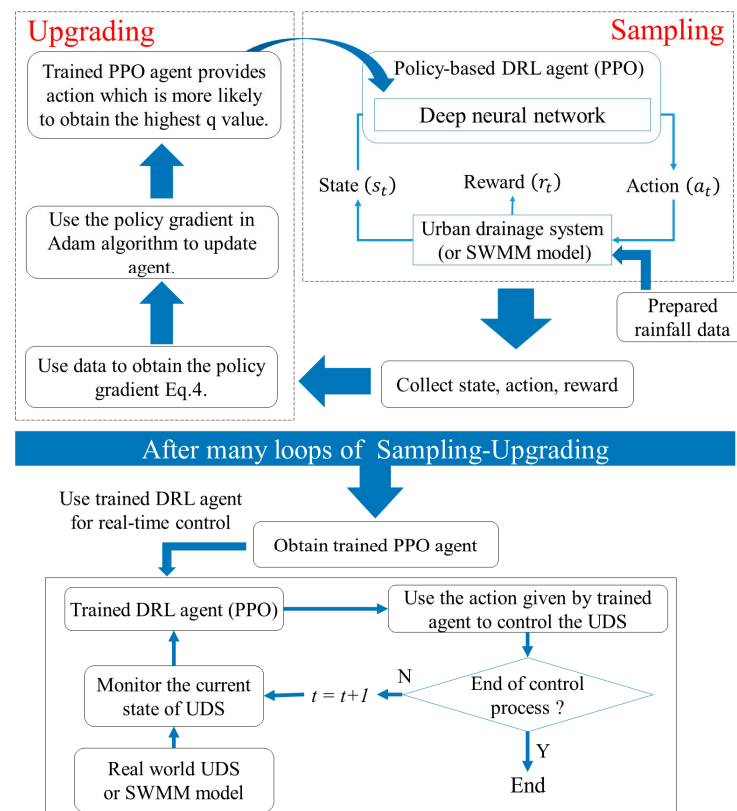 Upgrading
Trained PPO agent provides
action which is more likely
to obtain the highest q value.
Use the policy gradient in
Adam algorithm to update
agent.
Use data to obtain the policy
gradient Eq.4.
Sampling
Policy-based DRL agent (PPO)
Deep neural network
State (sₜ)
Reward (rₜ)
Action (aₜ)
Urban drainage system
(or SWMM model)
Prepared
rainfall data
Collect state, action, reward
After many loops of Sampling-Upgrading
Use trained DRL agent
for real-time control
Obtain trained PPO agent
Trained DRL agent (PPO)
Use the action given by trained
agent to control the UDS
Monitor the current
state of UDS
t = t+1
N
End of control
process ?
Y
End
Real world UDS
or SWMM model